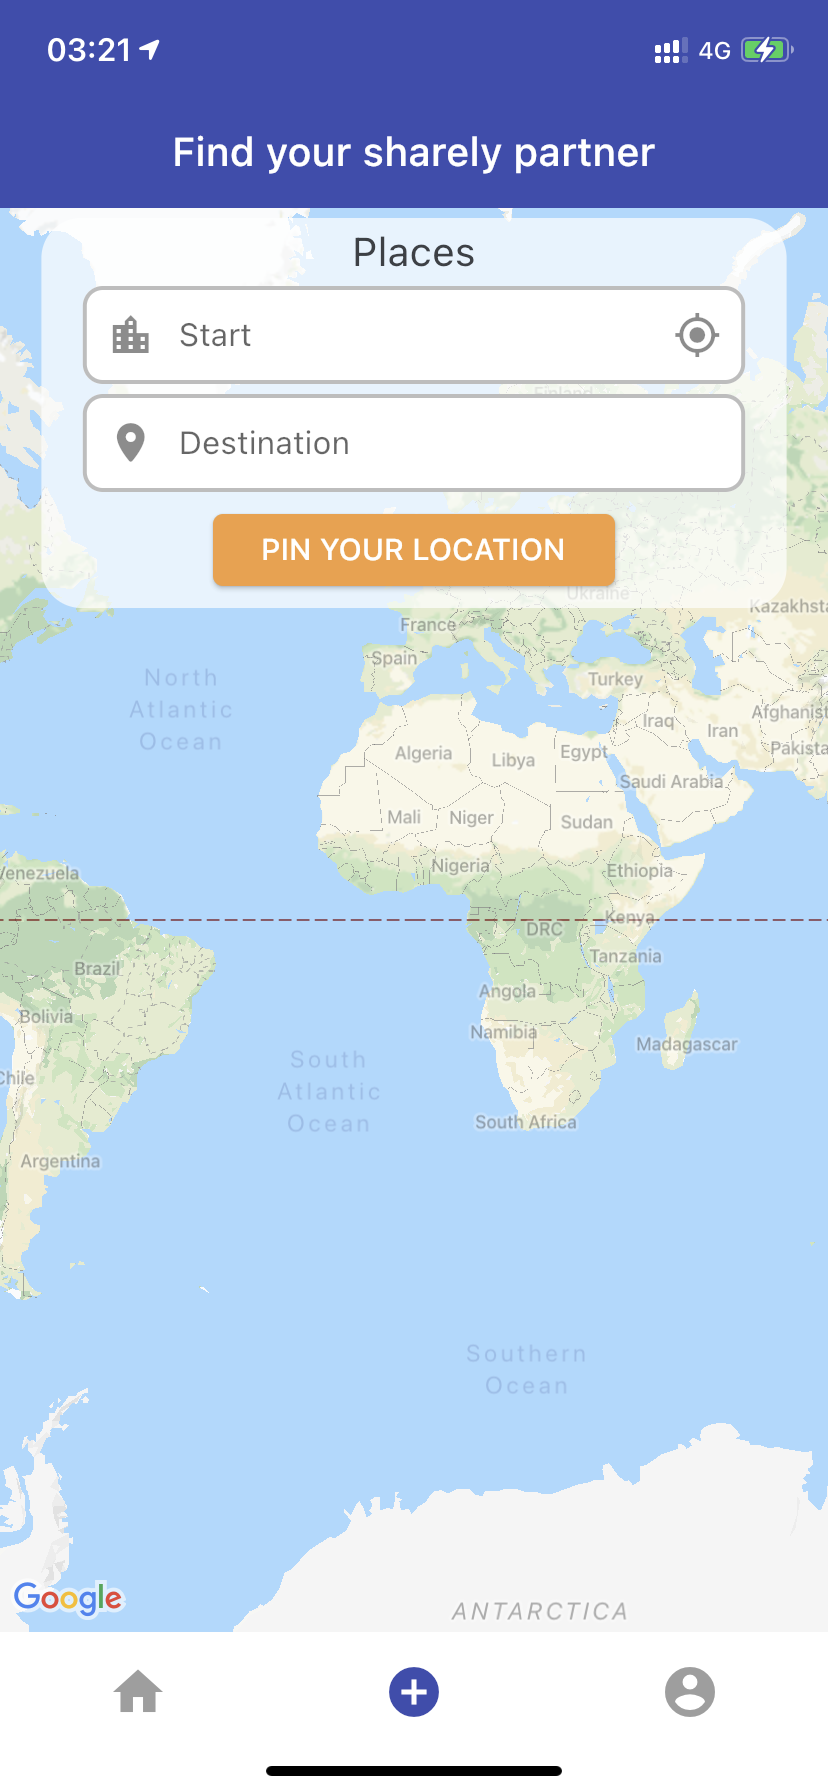 03:21
4G
Find your sharely partner
Places
Start
Finland
Destination
PIN YOUR LOCATION
Ukraine
Kazakhsta
France
Spain
Turkey
North
Atlantic
Ocean
Afghanist
Iraq
Iran
Pakista
Algeria
Libya
Egypt
Saudi Arabia
Mali
Niger
Sudan
Nigeria
Ethiopia
Venezuela
Kenya
DRC
Tanzania
Brazil
Angola
Bolivia
Namibia
Madagascar
South
Atlantic
Ocean
Chile
South Africa
Argentina
Southern
Ocean
Google
ANTARCTICA